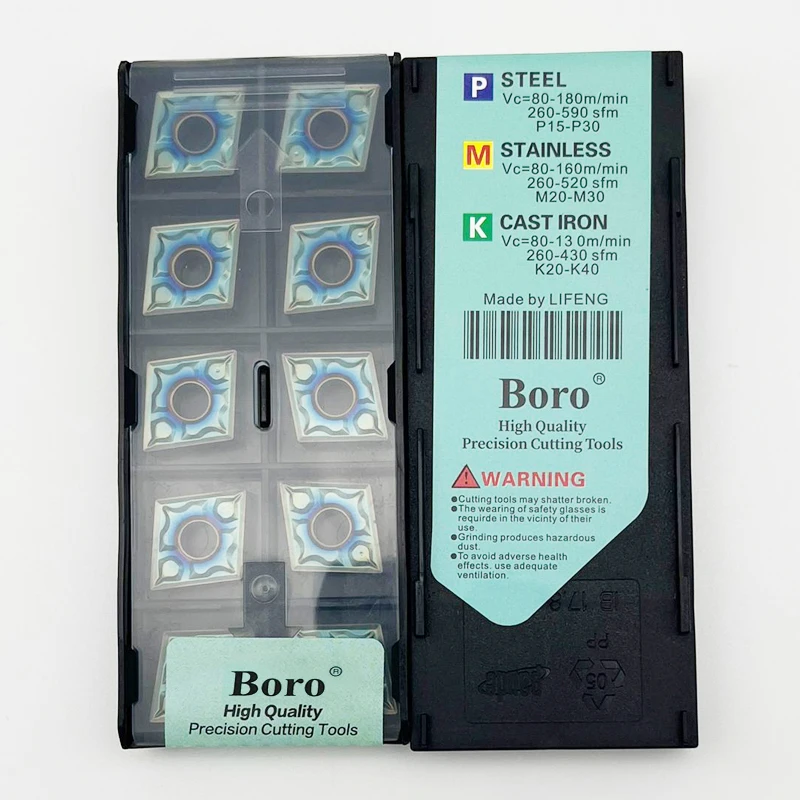 P STEEL
Vc=80-180m/min
260-590 sfm
P15-P30
M STAINLESS
Vc=80-160m/min
260-520 sfm
M20-M30
K CAST IRON
Vc=80-13 0m/min
260-430 sfm
K20-K40
Made by LIFENG
Boro®
High Quality
Precision Cutting Tools
WARNING
●Cutting tools may shatter broken.
●The wearing of safety glasses is
requirde in the vicinty of their
use.
●Grinding produces hazardous
dust.
●To avoid adverse health
effects. use adequate
ventilation.
PP
05
Boro®
High Quality
Precision Cutting Tools